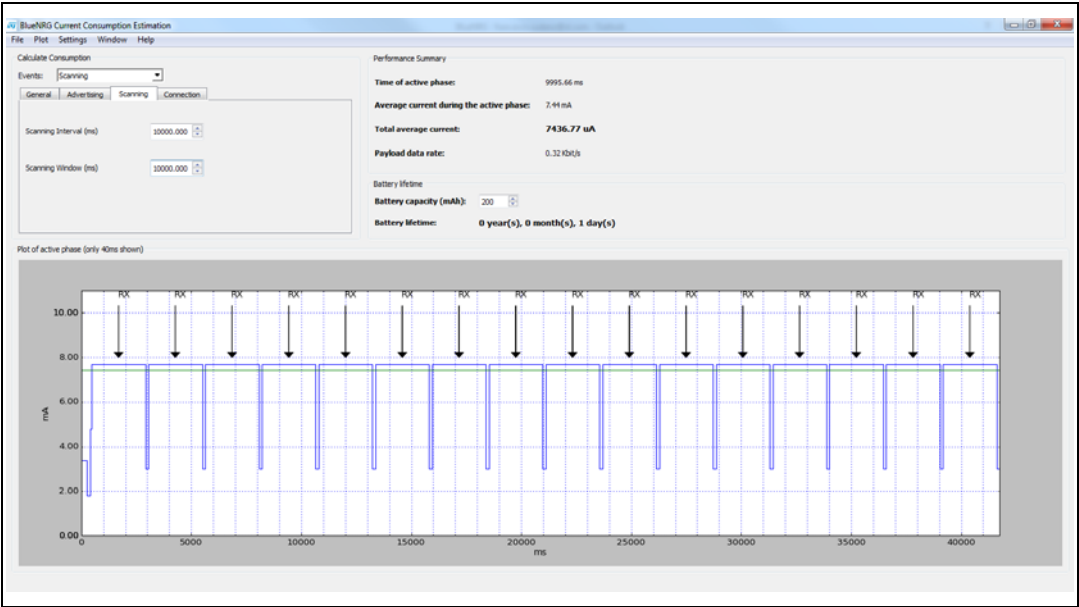 BlueNRG Current Consumption Estimation
File Plot Settings Window Help
Calculate Consumption
Events: Scanning
General Advertising Scanning Connection
Scanning Interval (ms) 10000.000
Scanning Window (ms) 10000.000
Performance Summary
Time of active phase: 9995.66 ms
Average current during the active phase: 7.44 mA
Total average current: 7436.77 uA
Payload data rate: 0.32 Kbit/s
Battery lifetime
Battery capacity (mAh): 200
Battery lifetime: 0 year(s), 0 month(s), 1 day(s)
Plot of active phase (only 40ms shown)
RX RX RX RX RX RX RX RX RX RX RX RX RX RX RX RX
10.00
8.00
6.00
4.00
2.00
0.00
mA
0 5000 10000 15000 20000 25000 30000 35000 40000
ms